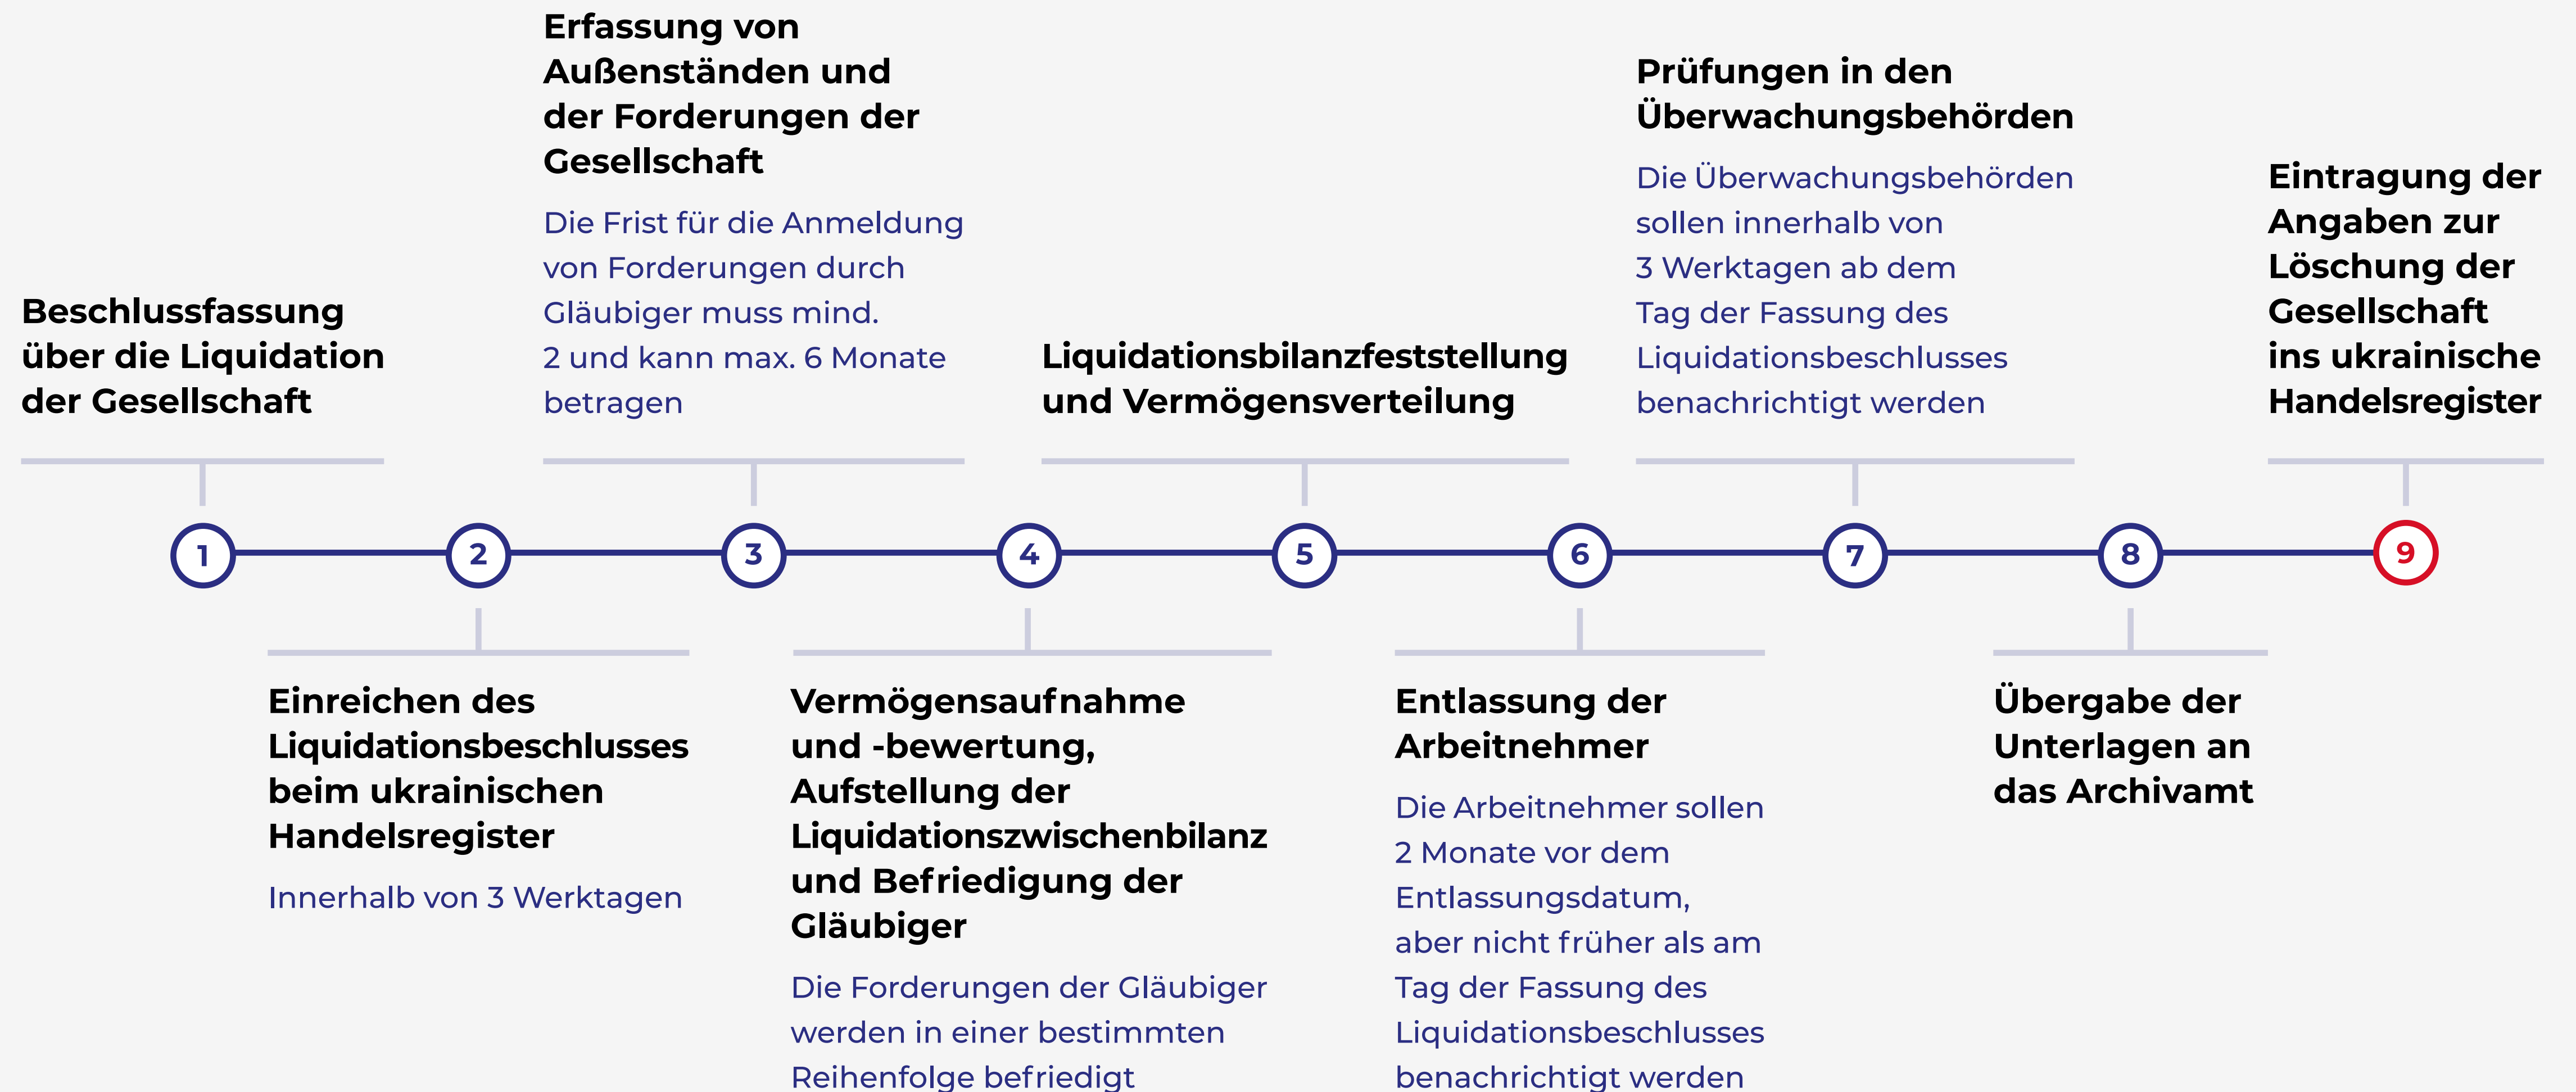 Beschlussfassung
über die Liquidation
der Gesellschaft
1
2
Einreichen des
Liquidationsbeschlusses
beim ukrainischen
Handelsregister
Innerhalb von 3 Werktagen
Erfassung von
Außenständen und
der Forderungen der
Gesellschaft
Die Frist für die Anmeldung
von Forderungen durch
Gläubiger muss mind.
2 und kann max. 6 Monate
betragen
3
4
Vermögensaufnahme
und -bewertung,
Aufstellung der
Liquidationszwischenbilanz
und Befriedigung der
Gläubiger
Die Forderungen der Gläubiger
werden in einer bestimmten
Reihenfolge befriedigt
Liquidationsbilanzfeststellung
und Vermögensverteilung
5
6
Entlassung der
Arbeitnehmer
Die Arbeitnehmer sollen
2 Monate vor dem
Entlassungsdatum,
aber nicht früher als am
Tag der Fassung des
Liquidationsbeschlusses
benachrichtigt werden
Prüfungen in den
Überwachungsbehörden
Die Überwachungsbehörden
sollen innerhalb von
3 Werktagen ab dem
Tag der Fassung des
Liquidationsbeschlusses
benachrichtigt werden
7
8
Übergabe der
Unterlagen an
das Archivamt
Eintragung der
Angaben zur
Löschung der
Gesellschaft
ins ukrainische
Handelsregister
9